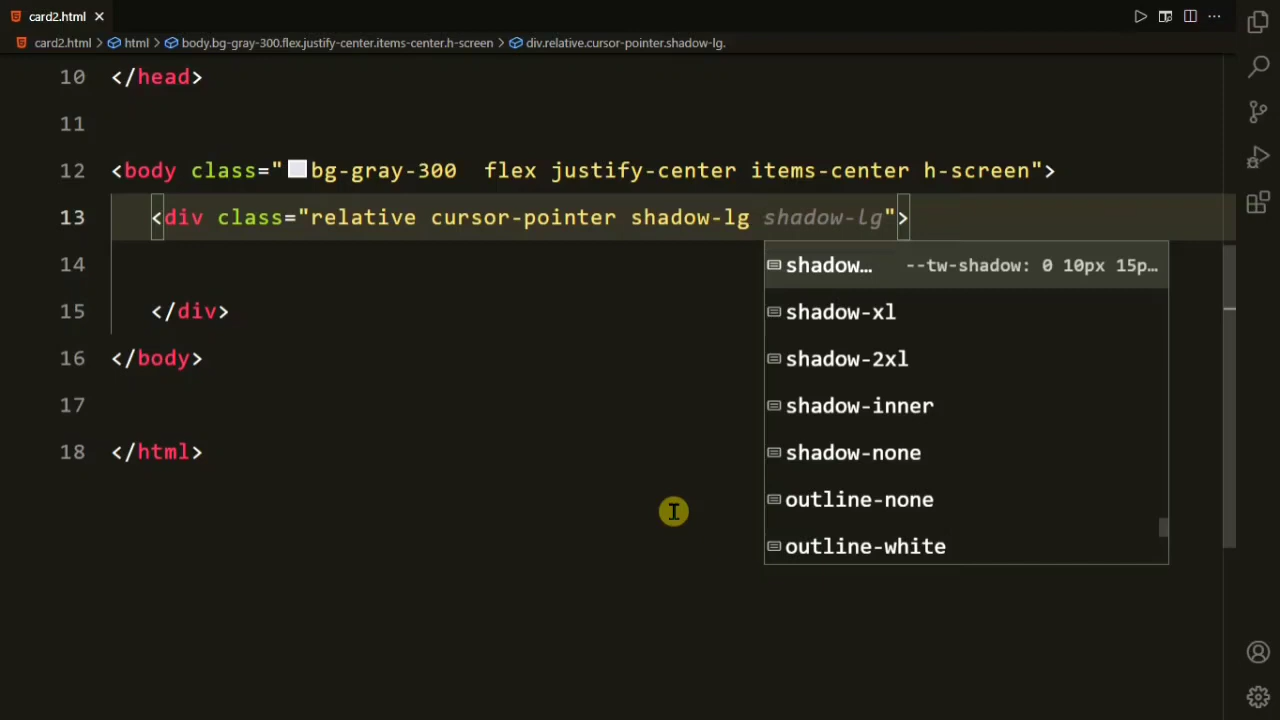 card2.html
card2.html > html > body.bg-gray-300.flex.justify-center.items-center.h-screen > div.relative.cursor-pointer.shadow-lg.
10 </head>
11
12 <body class="bg-gray-300  flex justify-center items-center h-screen">
13 <div class="relative cursor-pointer shadow-lg shadow-lg">
14
shadow… --tw-shadow: 0 10px 15p…
15 </div>
shadow-xl
16 </body>
shadow-2xl
17
shadow-inner
18 </html>
shadow-none
outline-none
outline-white